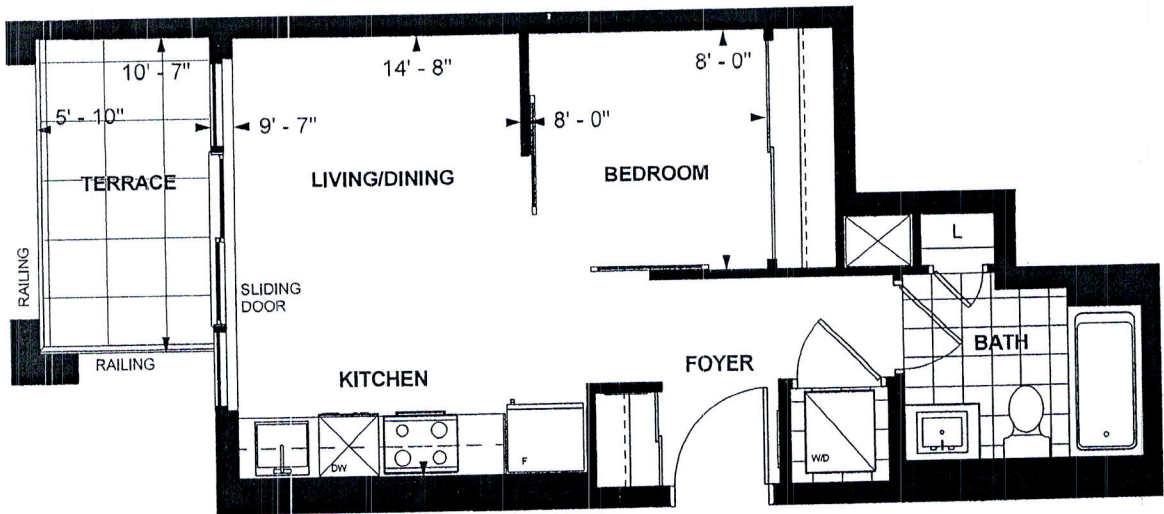 10' - 7"
14' - 8"
8' - 0"
5' - 10"
9' - 7"
8' - 0"
TERRACE
LIVING/DINING
BEDROOM
L
RAILING
SLIDING
DOOR
RAILING
KITCHEN
FOYER
BATH
DW
F
W/D